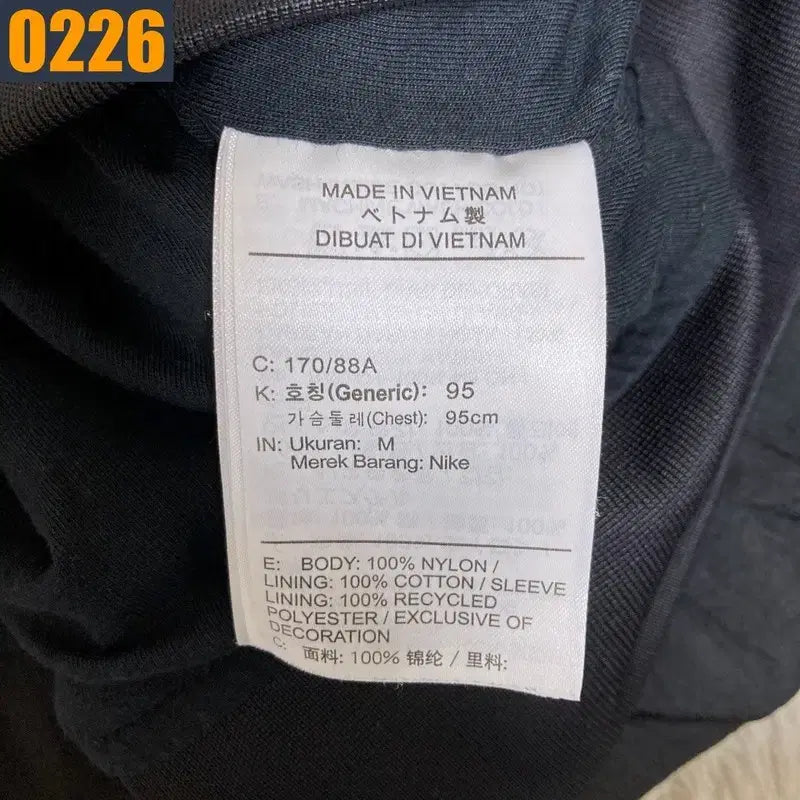 0226
MADE IN VIETNAM
ベトナム製
DIBUAT DI VIETNAM
C: 170/88A
K: 호칭(Generic): 95
가슴둘레(Chest): 95cm
IN: Ukuran: M
Merek Barang: Nike
E: BODY: 100% NYLON /
LINING: 100% COTTON / SLEEVE
LINING: 100% RECYCLED
POLYESTER / EXCLUSIVE OF
DECORATION
C: 面料: 100% 锦纶 / 里料: